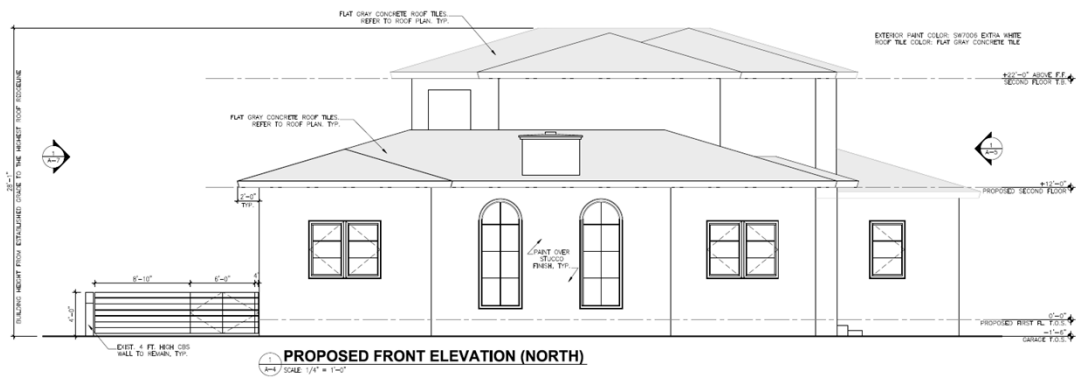 FLAT GRAY CONCRETE ROOF TILES.
REFER TO ROOF PLAN. TYP.
EXTERIOR PAINT COLOR: SW7006 EXTRA WHITE
ROOF TILE COLOR: FLAT GRAY CONCRETE TILE
+22'-0" ABOVE F.F.
SECOND FLOOR T.B.
FLAT GRAY CONCRETE ROOF TILES.
REFER TO ROOF PLAN. TYP.
1
A-7
1
A-5
28'-1"
BUILDING HEIGHT FROM ESTABLISHED GRADE TO THE HIGHEST ROOF RIDGELINE
+12'-0"
PROPOSED SECOND FLOOR
2'-0"
TYP.
PAINT OVER
STUCCO
FINISH, TYP.
8'-10"
6'-0"
4"
4'-0"
0'-0"
PROPOSED FIRST FL. T.O.S.
-1'-6"
GARAGE T.O.S.
EXIST. 4 FT. HIGH CBS
WALL TO REMAIN, TYP.
1
A-4
PROPOSED FRONT ELEVATION (NORTH)
SCALE: 1/4" = 1'-0"